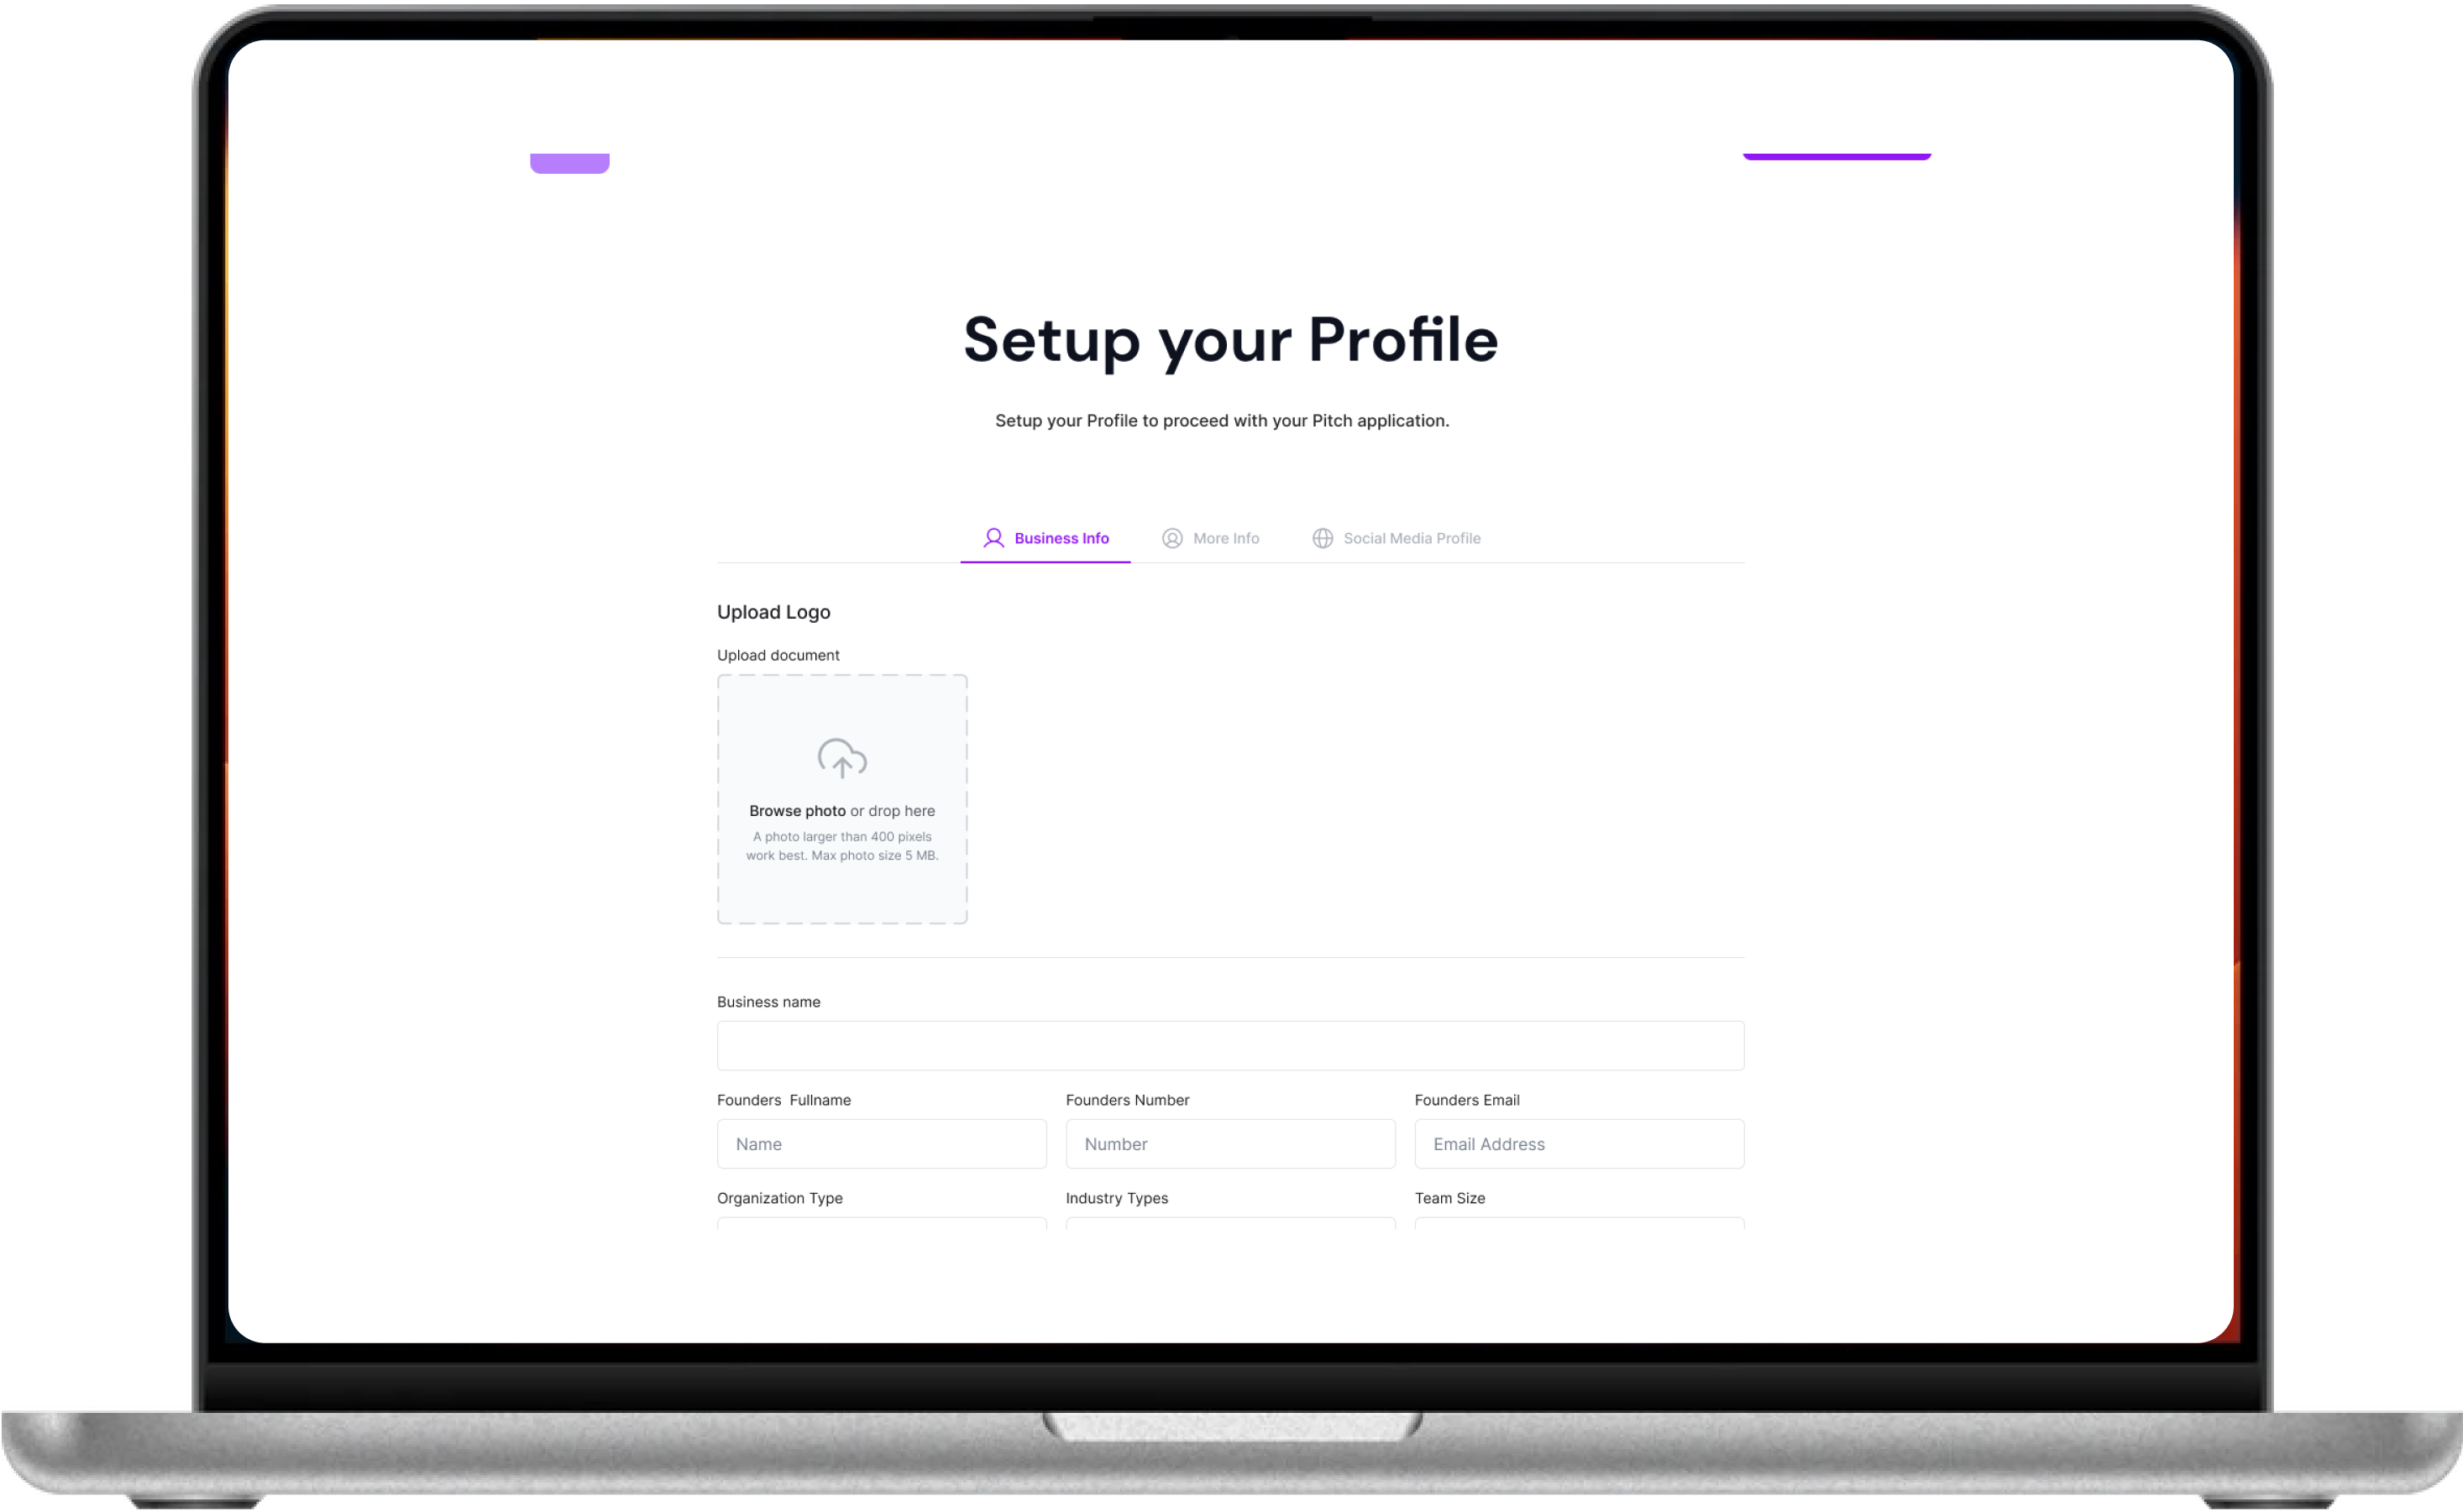 Setup your Profile
Setup your Profile to proceed with your Pitch application.
Business Info
More Info
Social Media Profile
Upload Logo
Upload document
Browse photo or drop here
A photo larger than 400 pixels
work best. Max photo size 5 MB.
Business name
Founders  Fullname
Founders Number
Founders Email
Name
Number
Email Address
Organization Type
Industry Types
Team Size